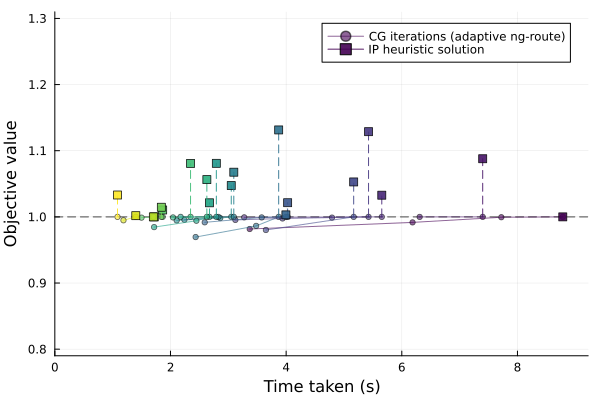 1.3
1.2
1.1
1.0
0.9
0.8
0
2
4
6
8
Objective value
Time taken (s)
CG iterations (adaptive ng-route)
IP heuristic solution